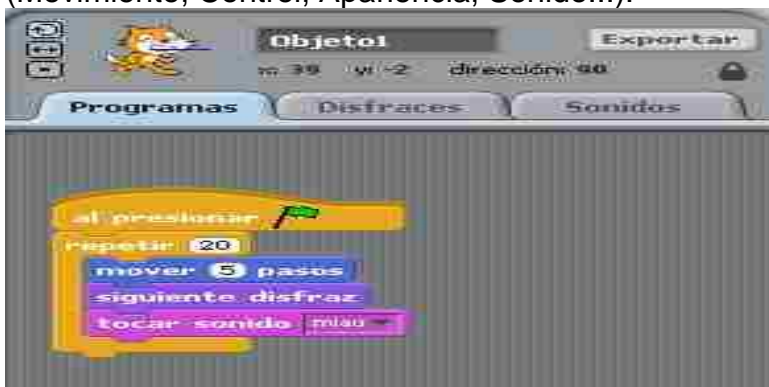 (Movimiento, Control, Apariencia, Sonido...).
Objeto1
Exportar
x: 39 y: -2 dirección: 90
Programas
Disfraces
Sonidos
al presionar
repetir 20
mover 5 pasos
siguiente disfraz
tocar sonido miau